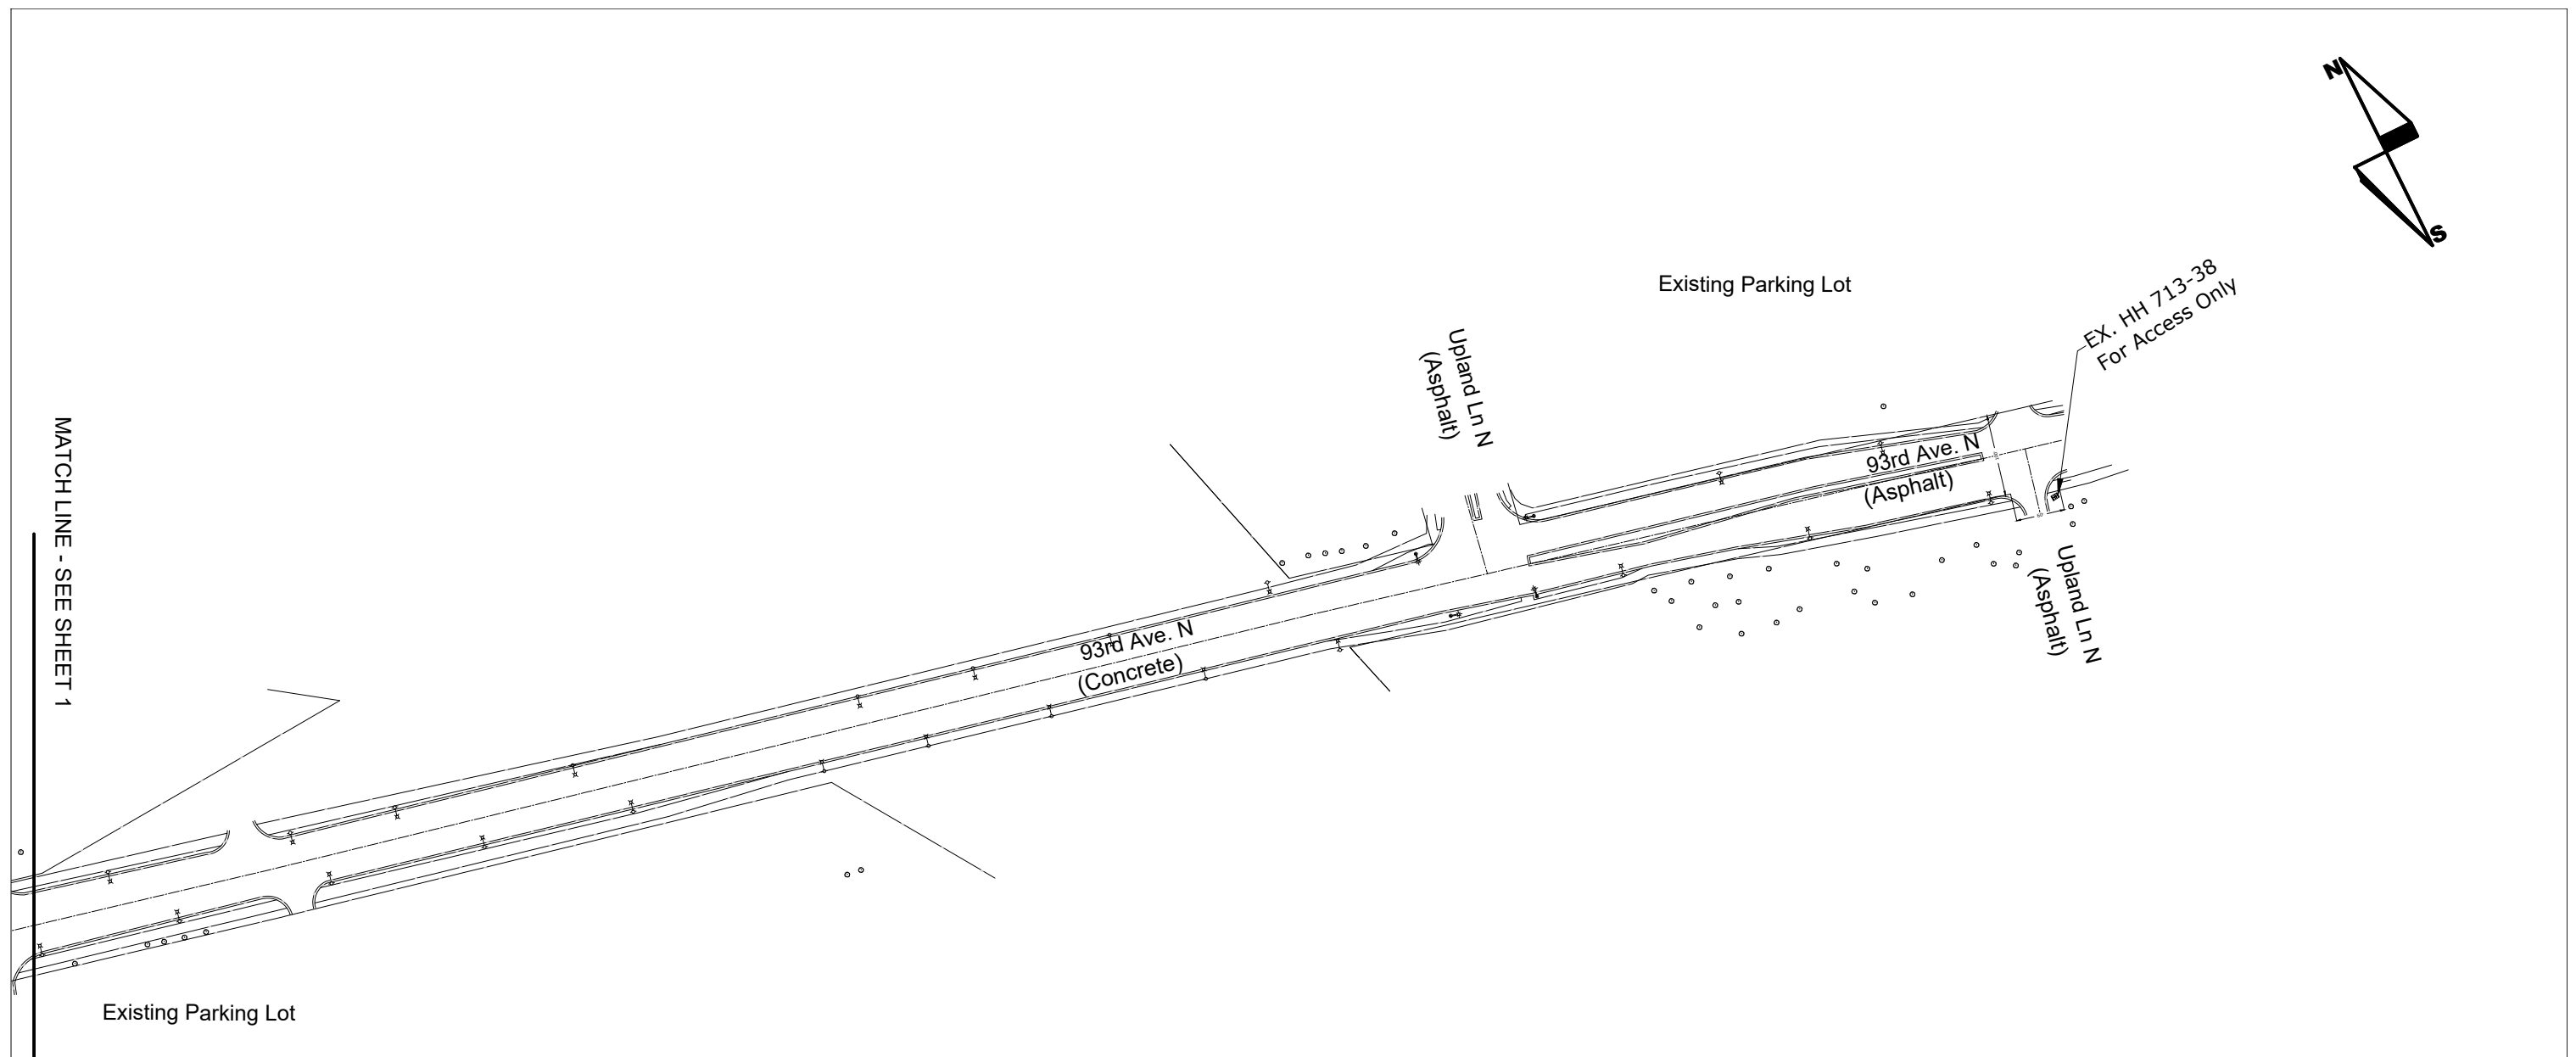 N
S
Existing Parking Lot
EX. HH 713-38
For Access Only
Upland Ln N
(Asphalt)
93rd Ave. N
(Asphalt)
MATCH LINE - SEE SHEET 1
Upland Ln N
(Asphalt)
93rd Ave. N
(Concrete)
Existing Parking Lot